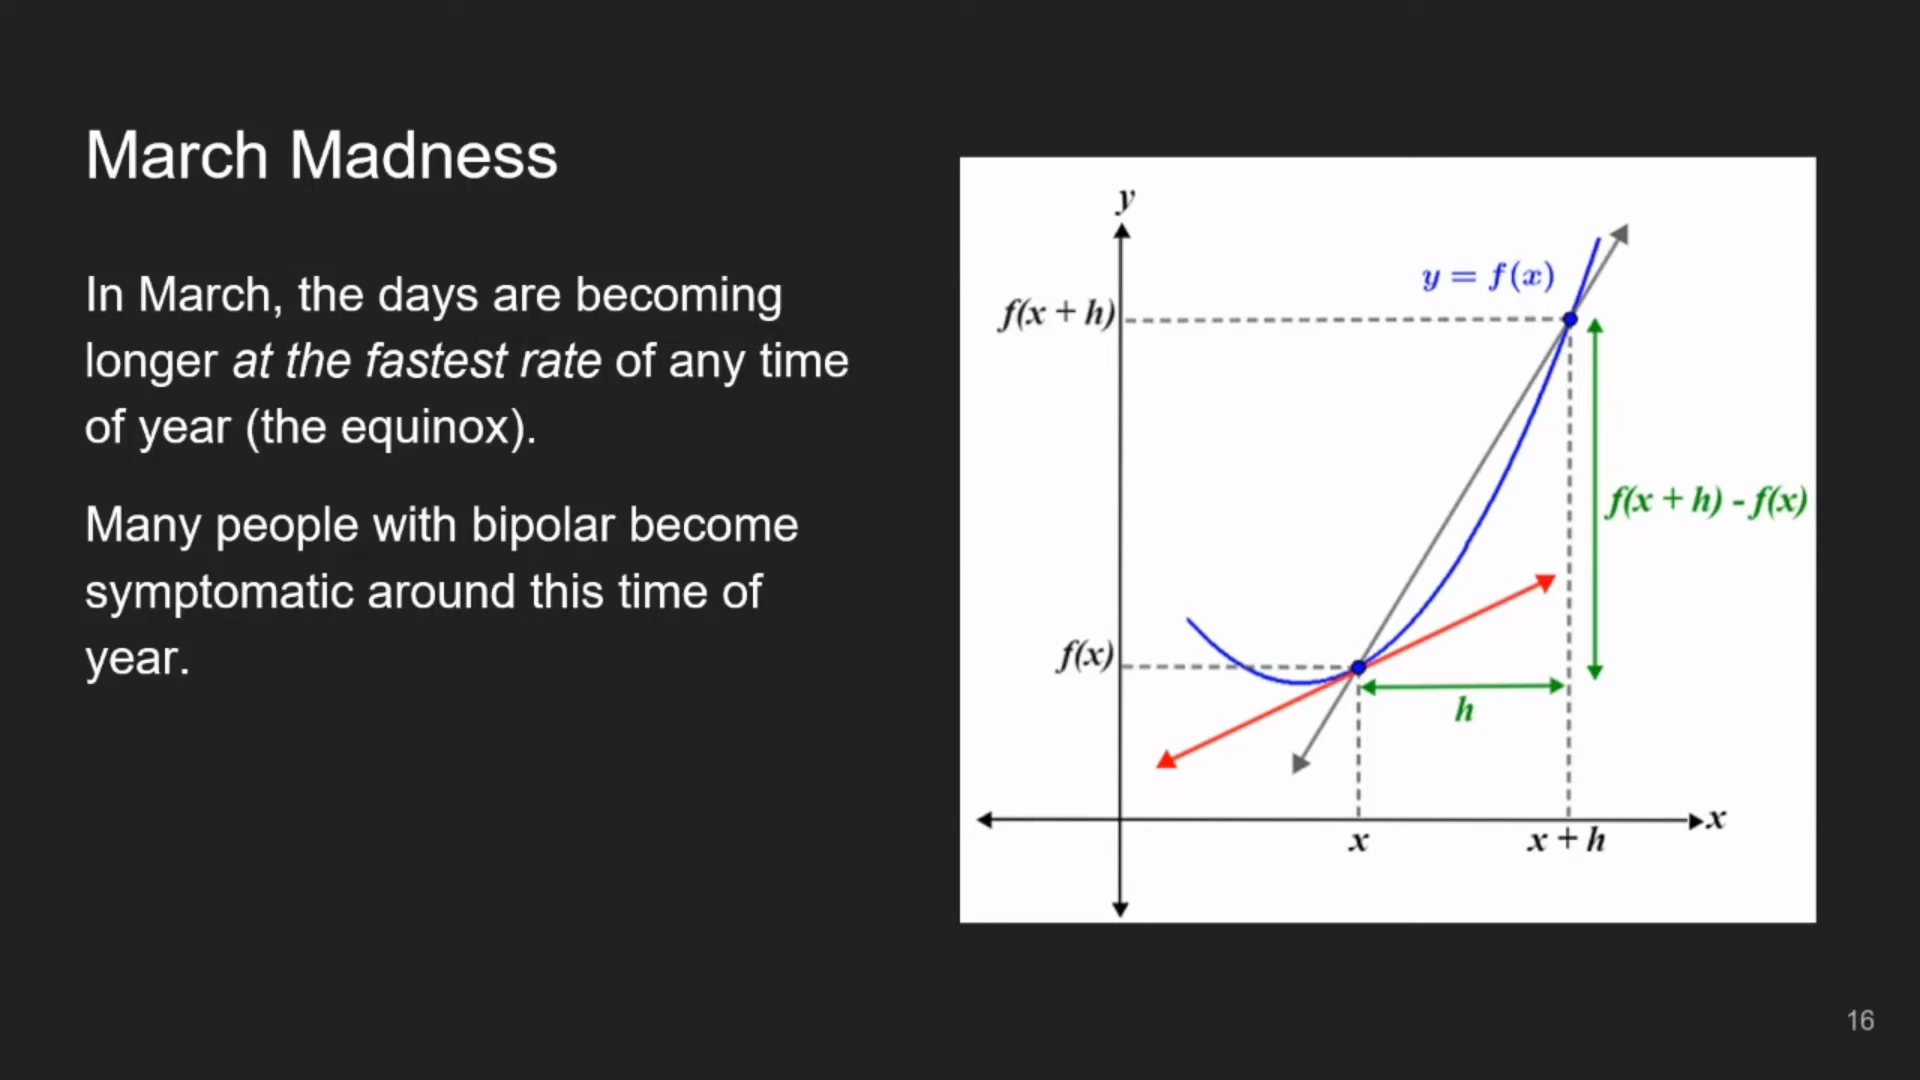 March Madness
In March, the days are becoming
longer at the fastest rate of any time
of year (the equinox).
Many people with bipolar become
symptomatic around this time of
year.
y
y = f(x)
f(x + h)
f(x + h) - f(x)
f(x)
h
x
x
x + h
16